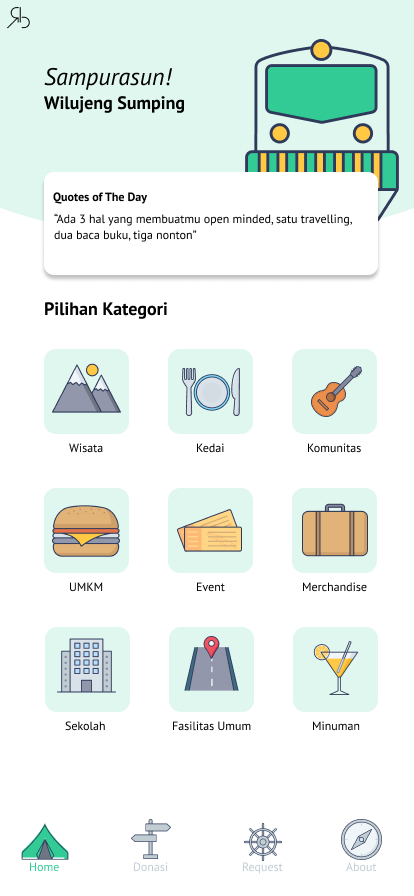 Sampurasun!
Wilujeng Sumping
Quotes of The Day
“Ada 3 hal yang membuatmu open minded, satu travelling,
dua baca buku, tiga nonton”
Pilihan Kategori
Wisata
Kedai
Komunitas
UMKM
Event
Merchandise
Sekolah
Fasilitas Umum
Minuman
Home
Donasi
Request
About